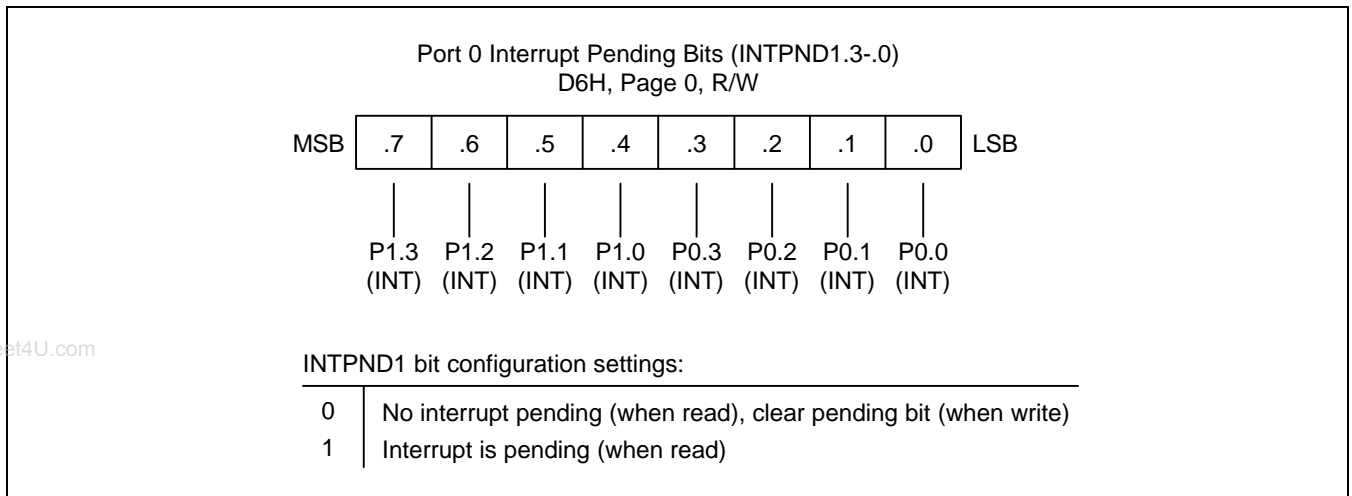 Port 0 Interrupt Pending Bits (INTPND1.3-.0)
D6H, Page 0, R/W
MSB .7 .6 .5 .4 .3 .2 .1 .0 LSB
P1.3 P1.2 P1.1 P1.0 P0.3 P0.2 P0.1 P0.0
(INT) (INT) (INT) (INT) (INT) (INT) (INT) (INT)
et4U.com
INTPND1 bit configuration settings:
0 No interrupt pending (when read), clear pending bit (when write)
1 Interrupt is pending (when read)